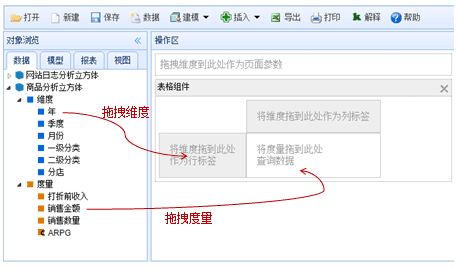 打开 新建 保存 数据 建模 插入 导出 打印 解释 帮助
对象浏览
数据 模型 报表 视图
网站日志分析立方体
商品分析立方体
维度
年
季度
月份
一级分类
二级分类
分店
度量
打折前收入
销售金额
销售数量
ARPG
拖拽维度
拖拽度量
操作区
拖拽维度到此处作为页面参数
表格组件
将维度拖到此处作为列标签
将维度拖到此处
作为行标签
将度量拖到此处
查询数据